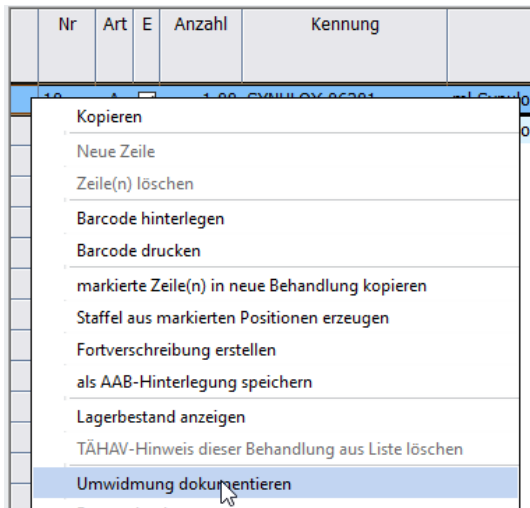 Nr Art E Anzahl Kennung
Kopieren
Neue Zeile
Zeile(n) löschen
Barcode hinterlegen
Barcode drucken
markierte Zeile(n) in neue Behandlung kopieren
Staffel aus markierten Positionen erzeugen
Fortverschreibung erstellen
als AAB-Hinterlegung speichern
Lagerbestand anzeigen
TÄHAV-Hinweis dieser Behandlung aus Liste löschen
Umwidmung dokumentieren